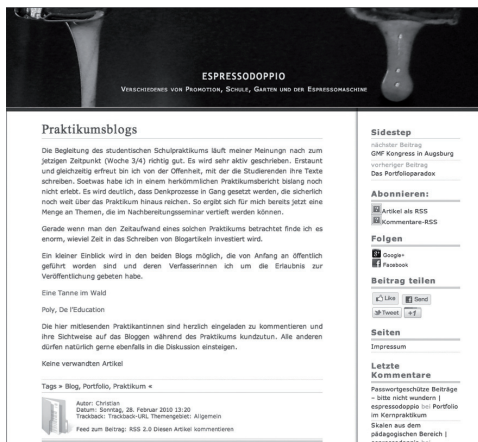 ESPRESSODOPPIO
VERSCHIEDENES VON PROMOTION, SCHULE, GARTEN UND DER ESPRESSOMASCHINE
Praktikumsblogs
Die Begleitung des studentischen Schulpraktikums läuft meiner Meinungn nach zum
jetzigen Zeitpunkt (Woche 3/4) richtig gut. Es wird sehr aktiv geschrieben. Erstaunt
und gleichzeitig erfreut bin ich von der Offenheit, mit der die Studierenden ihre Texte
schreiben. Soetwas habe ich in einem herkömmlichen Praktikumsbericht bislang noch
nicht erlebt. Es wird deutlich, dass Denkprozesse in Gang gesetzt werden, die sicherlich
noch weit über das Praktikum hinaus reichen. So ergibt sich für mich bereits jetzt eine
Menge an Themen, die im Nachbereitungsseminar vertieft werden können.
Gerade wenn man den Zeitaufwand eines solchen Praktikums betrachtet finde ich es
enorm, wieviel Zeit in das Schreiben von Blogartikeln investiert wird.
Ein kleiner Einblick wird in den beiden Blogs möglich, die von Anfang an öffentlich
geführt worden sind und deren Verfasserinnen ich um die Erlaubnis zur
Veröffentlichung gebeten habe.
Eine Tanne im Wald
Poly, De l'Education
Die hier mitlesenden Praktikantinnen sind herzlich eingeladen zu kommentieren und
ihre Sichtweise auf das Bloggen während des Praktikums kundzutun. Alle anderen
dürfen natürlich gerne ebenfalls in die Diskussion einsteigen.
Keine verwandten Artikel
Tags » Blog, Portfolio, Praktikum «
Autor: Christian
Datum: Sonntag, 28. Februar 2010 13:20
Trackback: Trackback-URL Themengebiet: Allgemein
Feed zum Beitrag: RSS 2.0 Diesen Artikel kommentieren
Sidestep
nächster Beitrag
GMF Kongress in Augsburg
vorheriger Beitrag
Das Portfolioparadox
Abonnieren:
Artikel als RSS
Kommentare-RSS
Folgen
Google+
Facebook
Beitrag teilen
Like Send
Tweet +1
Seiten
Impressum
Letzte
Kommentare
Passwortgeschütze Beiträge
– bitte nicht wundern |
espressodoppio bei Portfolio
im Kernpraktikum
Skalen aus dem
pädagogischen Bereich |